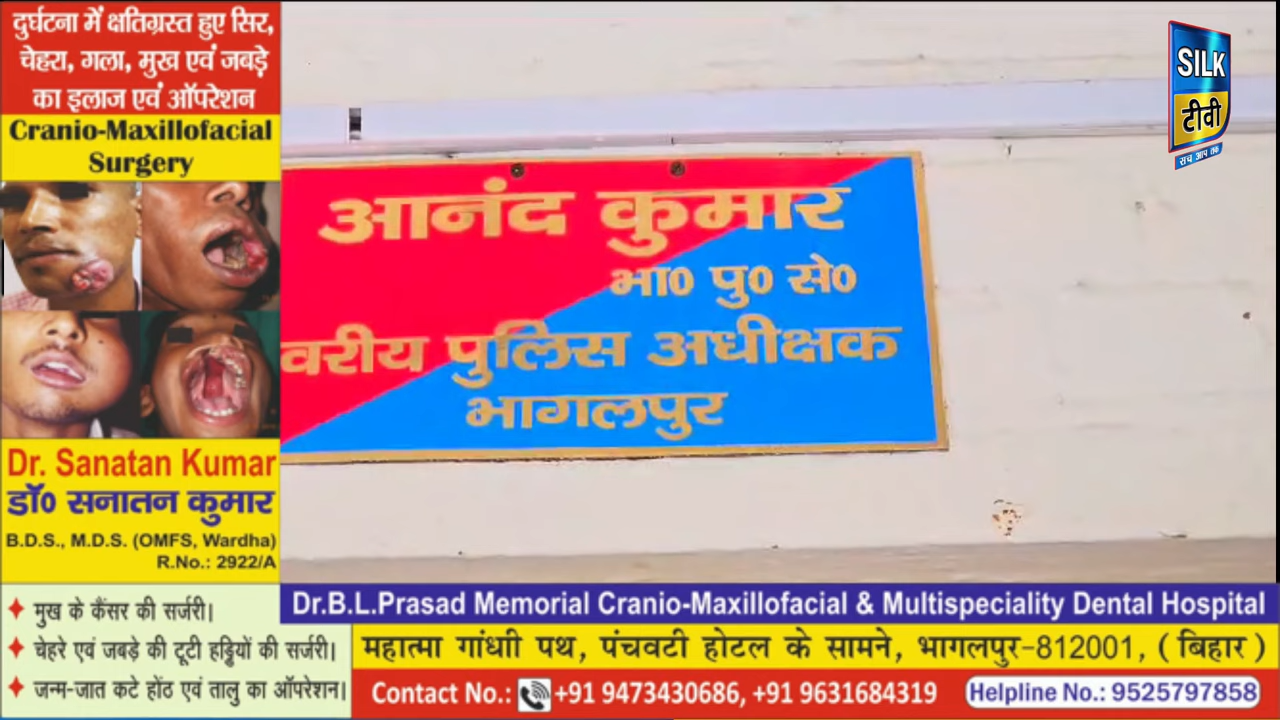 दुर्घटना में क्षतिग्रस्त हुए सिर,
चेहरा, गला, मुख एवं जबड़े
का इलाज एवं ऑपरेशन
Cranio-Maxillofacial
Surgery
Dr. Sanatan Kumar
डॉ0 सनातन कुमार
B.D.S., M.D.S. (OMFS, Wardha)
R.No.: 2922/A
मुख के कैंसर की सर्जरी।
चेहरे एवं जबड़े की टूटी हड्डियों की सर्जरी।
जन्म-जात कटे होंठ एवं तालु का ऑपरेशन।
SILK
टीवी
सच आप तक
आनंद कुमार
भा0 पु0 से0
वरीय पुलिस अधीक्षक
भागलपुर
Dr.B.L.Prasad Memorial Cranio-Maxillofacial & Multispeciality Dental Hospital
महात्मा गांधाी पथ, पंचवटी होटल के सामने, भागलपुर-812001, ( बिहार )
Contact No.: +91 9473430686, +91 9631684319
Helpline No.: 9525797858